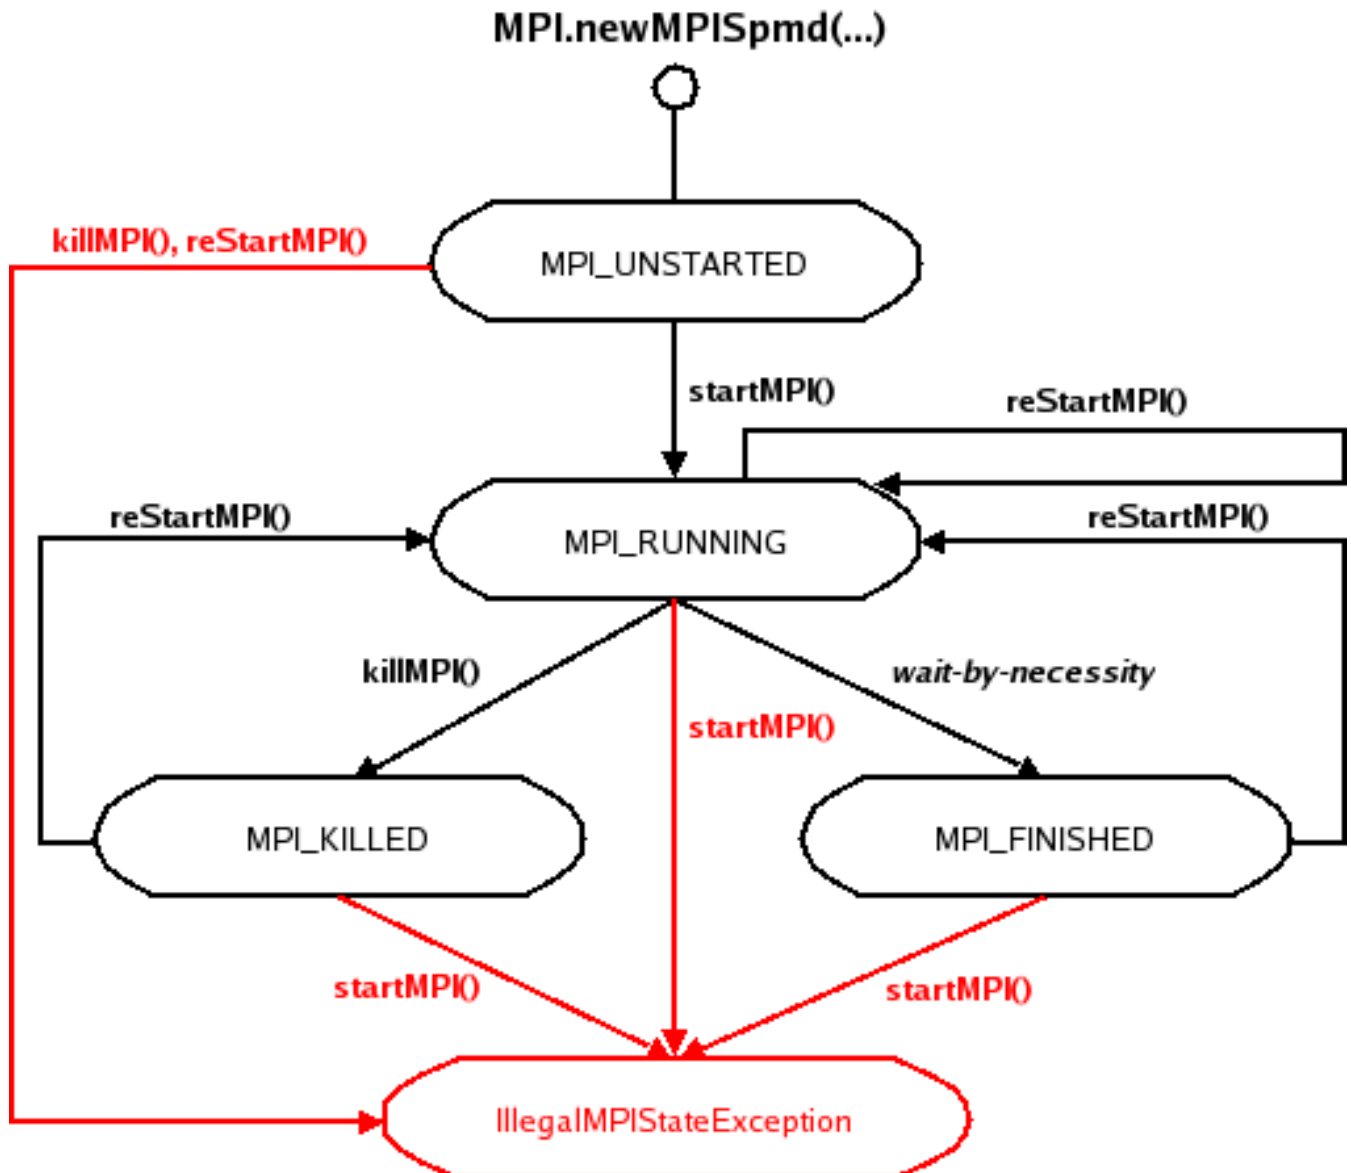 MPI.newMPISpmd(...)
killMPI(), reStartMPI()
MPI_UNSTARTED
startMPI()
reStartMPI()
reStartMPI()
reStartMPI()
MPI_RUNNING
killMPI()
wait-by-necessity
startMPI()
MPI_KILLED
MPI_FINISHED
startMPI()
startMPI()
IllegalMPIStateException